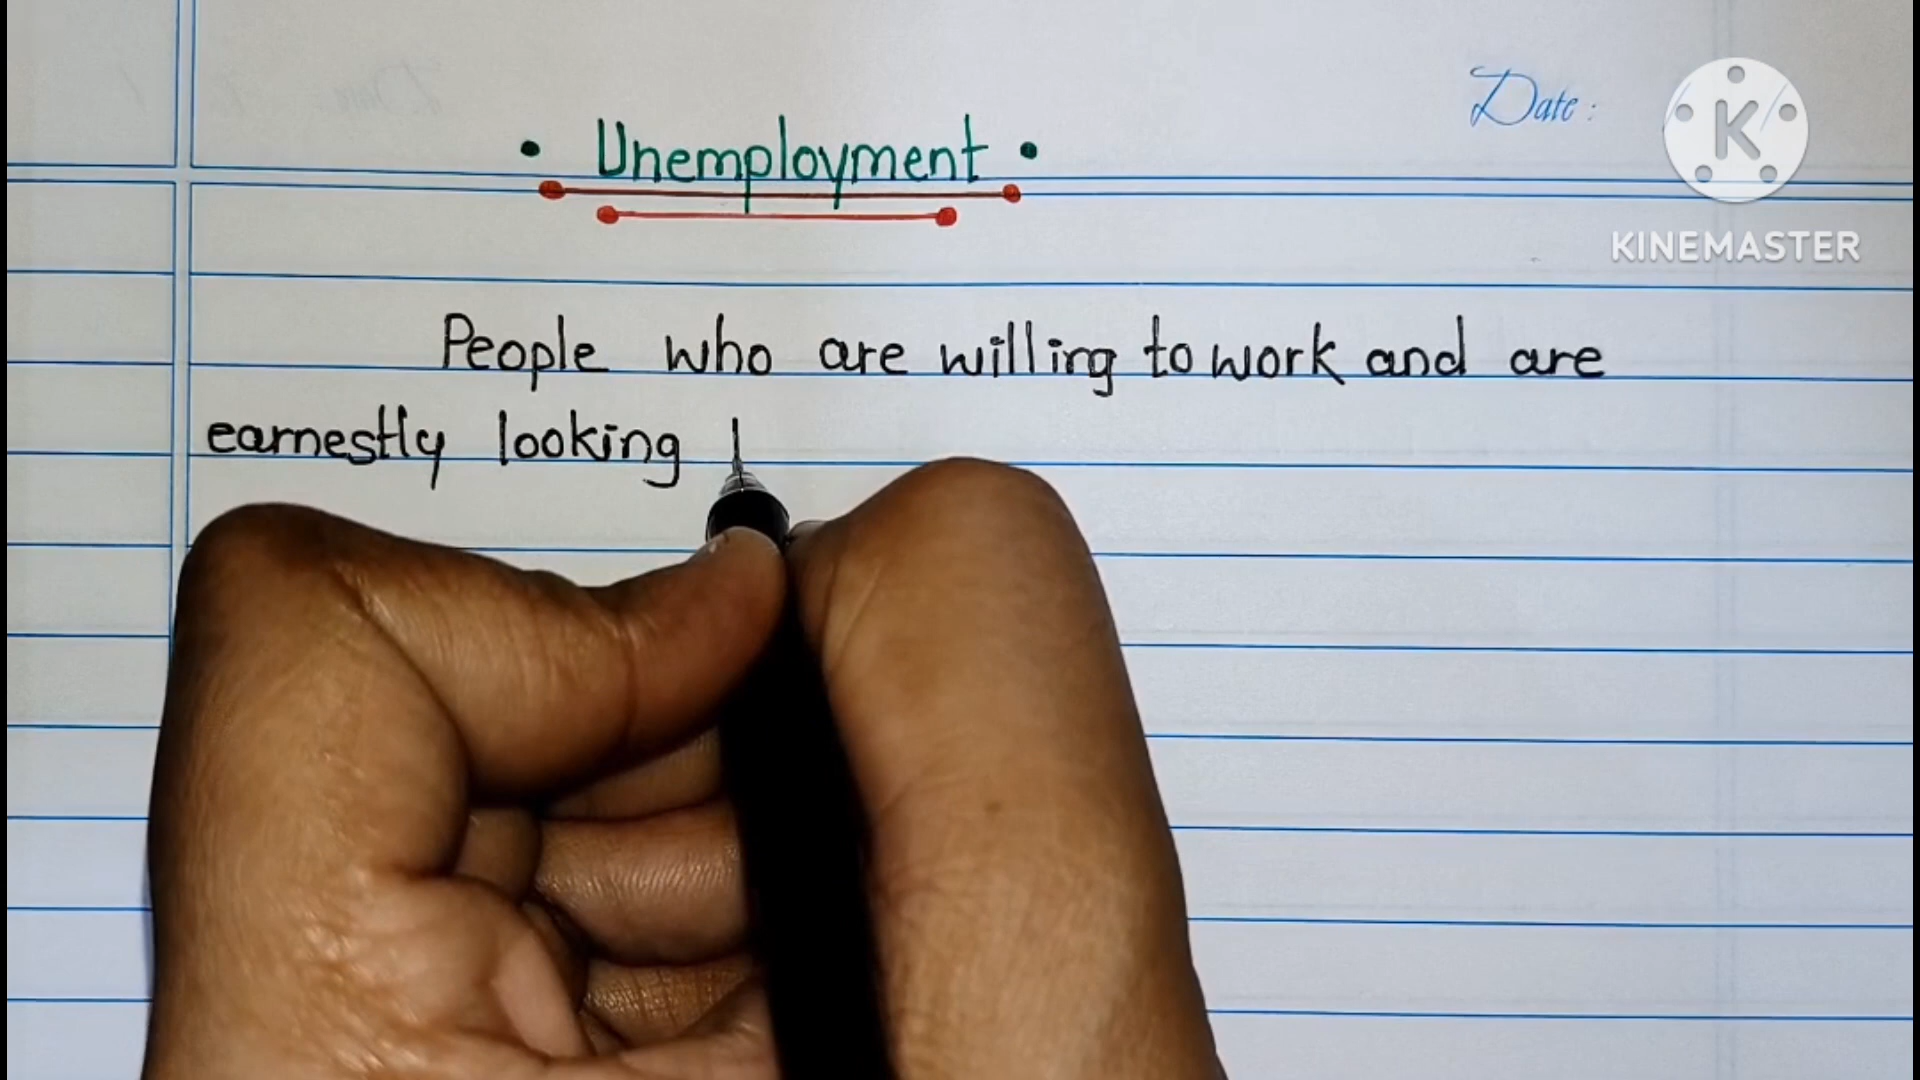 Date :
• Unemployment •
KINEMASTER
People who are willing to work and are
earnestly looking